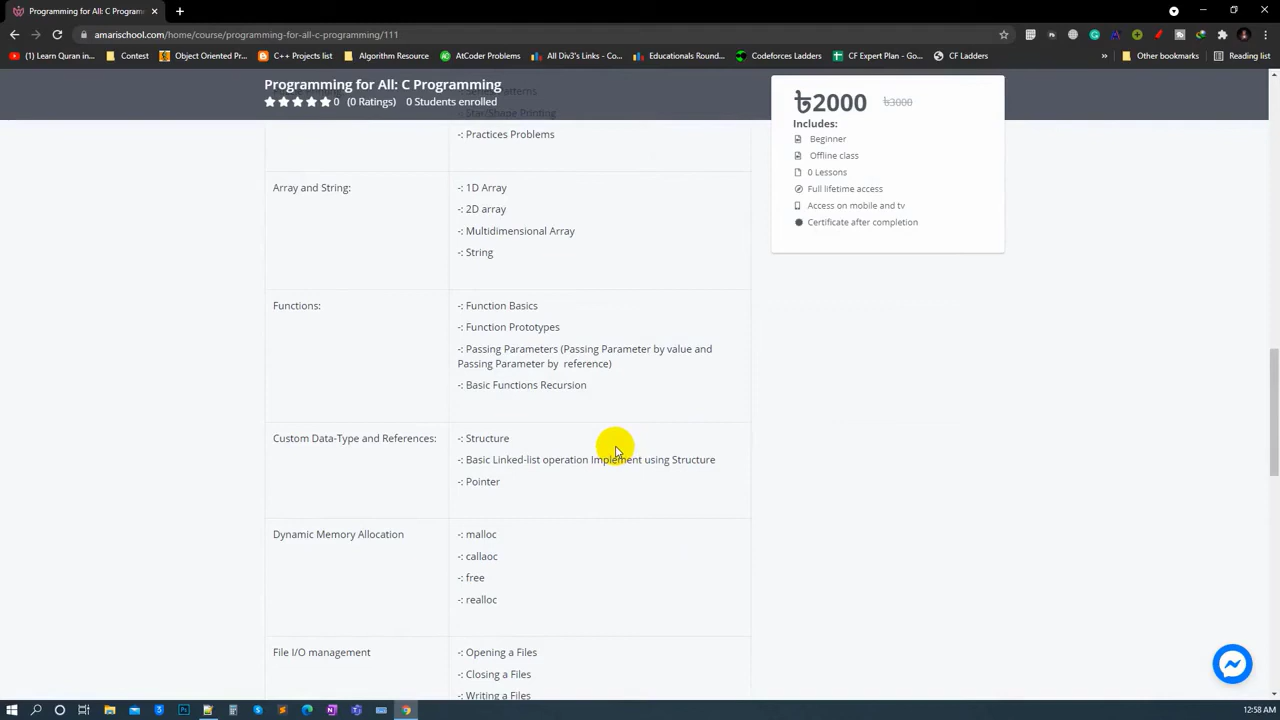 Programming for All: C Programm
amarischool.com/home/course/programming-for-all-c-programming/111
(1) Learn Quran in...
Contest
Object Oriented Pro...
C++ Projects list
Algorithm Resource
AtCoder Problems
All Div3's Links - Co...
Educational Round...
Codeforces Ladders
CF Expert Plan - Go...
CF Ladders
»
Other bookmarks
Reading list
Programming for All: C Programming
0 (0 Ratings) 0 Students enrolled
Star/Shape Printing
-: Practices Problems
Array and String:
-: 1D Array
-: 2D array
-: Multidimensional Array
-: String
Functions:
-: Function Basics
-: Function Prototypes
-: Passing Parameters (Passing Parameter by value and
Passing Parameter by reference)
-: Basic Functions Recursion
Custom Data-Type and References:
-: Structure
-: Basic Linked-list operation Implement using Structure
-: Pointer
Dynamic Memory Allocation
-: malloc
-: callaoc
-: free
-: realloc
File I/O management
-: Opening a Files
-: Closing a Files
-: Writing a Files
৳2000 ৳3000
Includes:
Beginner
Offline class
0 Lessons
Full lifetime access
Access on mobile and tv
Certificate after completion
12:58 AM